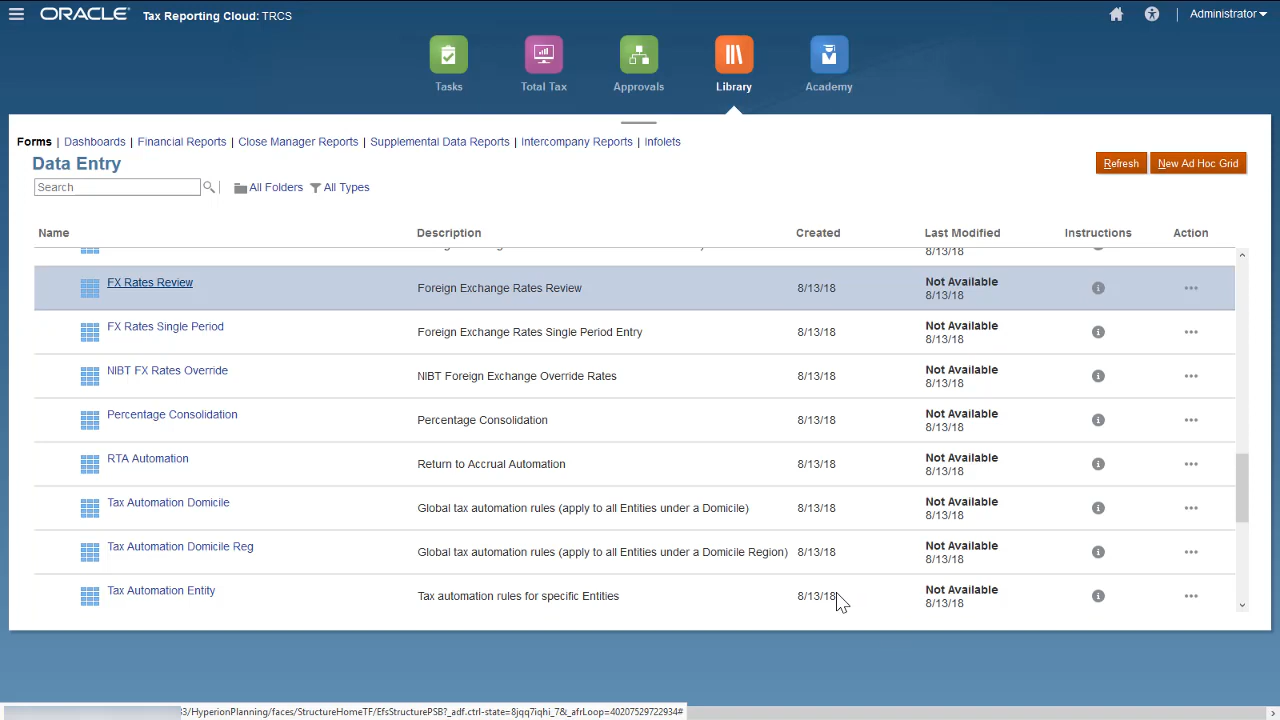 ORACLE Tax Reporting Cloud: TRCS Administrator
Tasks Total Tax Approvals Library Academy
Forms | Dashboards | Financial Reports | Close Manager Reports | Supplemental Data Reports | Intercompany Reports | Infolets
Data Entry
Refresh New Ad Hoc Grid
Search All Folders All Types
Name Description Created Last Modified Instructions Action
8/13/18
FX Rates Review Foreign Exchange Rates Review 8/13/18 Not Available
8/13/18
FX Rates Single Period Foreign Exchange Rates Single Period Entry 8/13/18 Not Available
8/13/18
NIBT FX Rates Override NIBT Foreign Exchange Override Rates 8/13/18 Not Available
8/13/18
Percentage Consolidation Percentage Consolidation 8/13/18 Not Available
8/13/18
RTA Automation Return to Accrual Automation 8/13/18 Not Available
8/13/18
Tax Automation Domicile Global tax automation rules (apply to all Entities under a Domicile) 8/13/18 Not Available
8/13/18
Tax Automation Domicile Reg Global tax automation rules (apply to all Entities under a Domicile Region) 8/13/18 Not Available
8/13/18
Tax Automation Entity Tax automation rules for specific Entities 8/13/18 Not Available
8/13/18
3/HyperionPlanning/faces/StructureHomeTF/EfsStructurePSB?_adf.ctrl-state=8jqq7iqhi_7&_afrLoop=40207529722934#